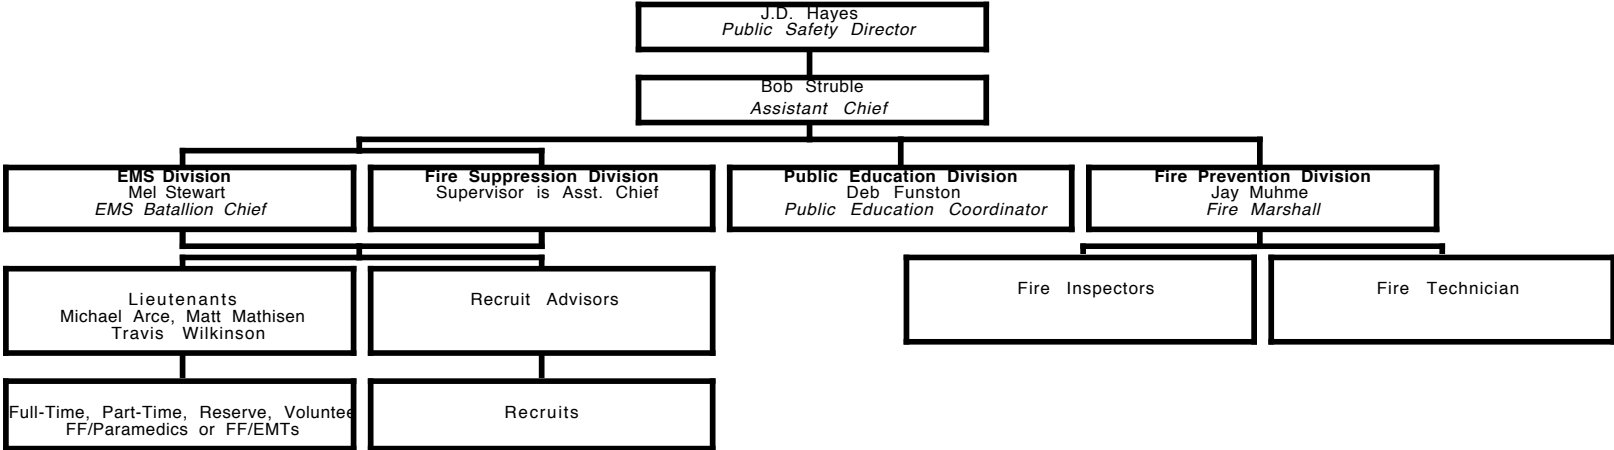 J.D. Hayes
Public Safety Director
Bob Struble
Assistant Chief
EMS Division
Mel Stewart
EMS Batallion Chief
Fire Suppression Division
Supervisor is Asst. Chief
Public Education Division
Deb Funston
Public Education Coordinator
Fire Prevention Division
Jay Muhme
Fire Marshall
Lieutenants
Michael Arce, Matt Mathisen
Travis Wilkinson
Recruit Advisors
Fire Inspectors
Fire Technician
Full-Time, Part-Time, Reserve, Voluntee
FF/Paramedics or FF/EMTs
Recruits